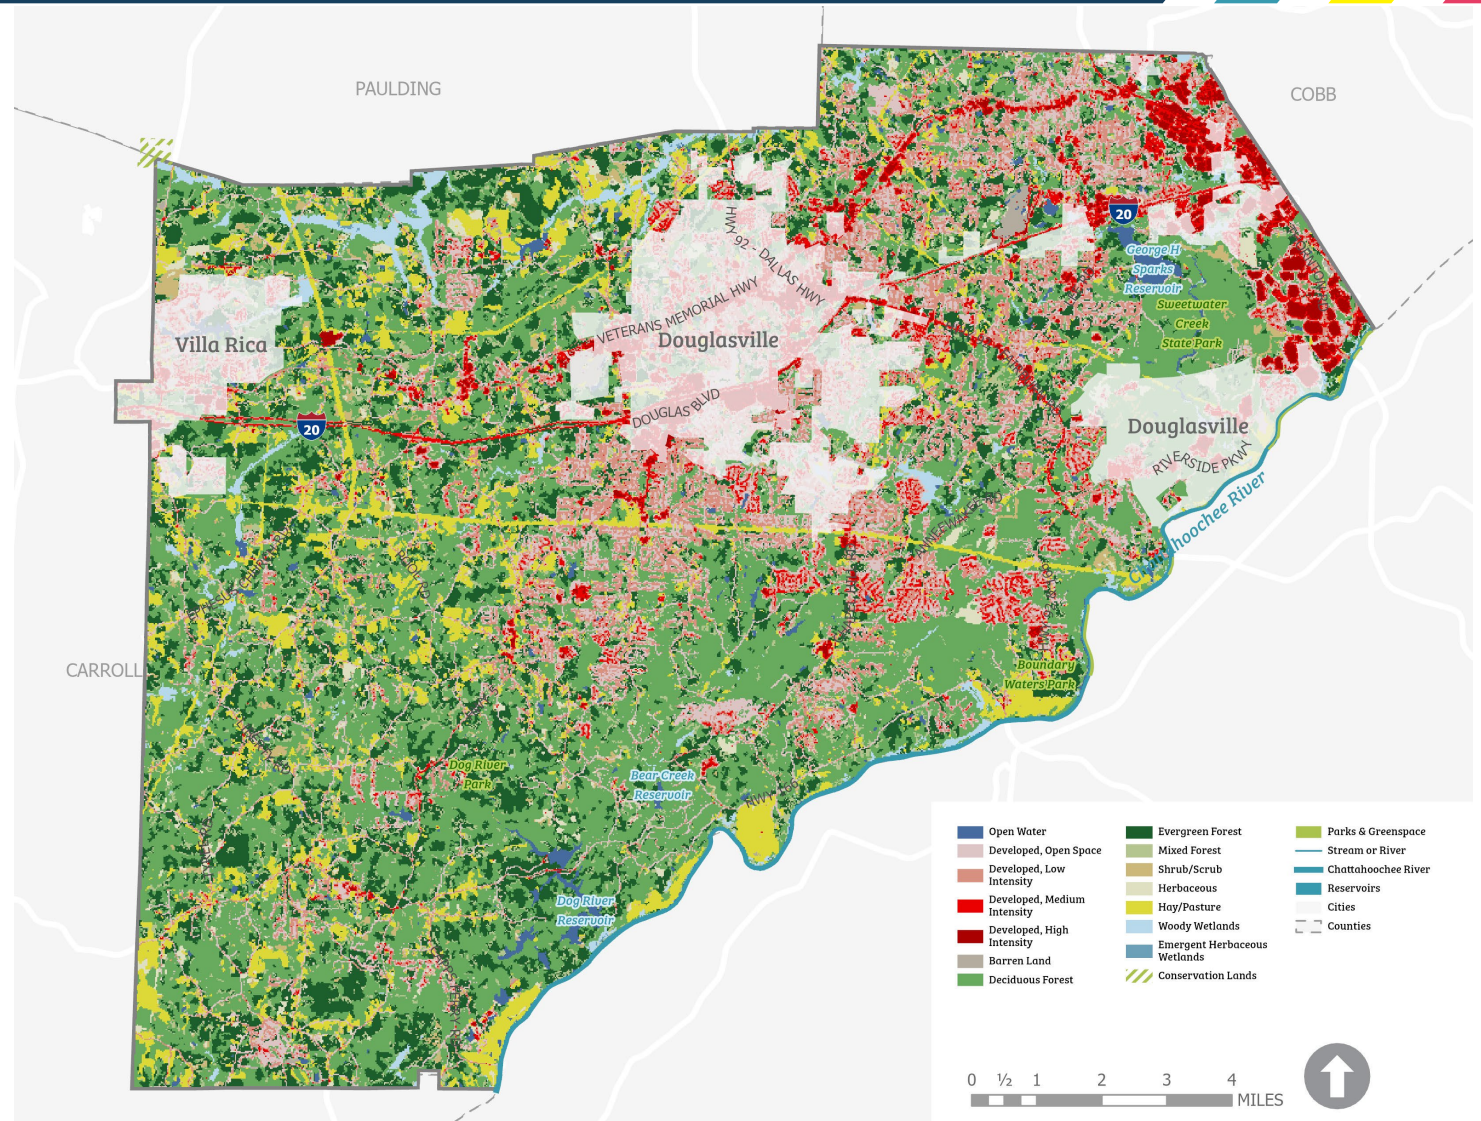 PAULDING
COBB
20
HWY 92 - DALLAS HWY
George H
Sparks
Reservoir
Sweetwater
Creek
State Park
VETERANS MEMORIAL HWY
Villa Rica
Douglasville
DOUGLAS BLVD
20
Douglasville
RIVERSIDE PKWY
Chattahoochee River
CARROLL
Boundary
Waters Park
Dog River
Park
Bear Creek
Reservoir
Dog River
Reservoir
Open Water
Developed, Open Space
Developed, Low
Intensity
Developed, Medium
Intensity
Developed, High
Intensity
Barren Land
Deciduous Forest
Evergreen Forest
Mixed Forest
Shrub/Scrub
Herbaceous
Hay/Pasture
Woody Wetlands
Emergent Herbaceous
Wetlands
Conservation Lands
Parks & Greenspace
Stream or River
Chattahoochee River
Reservoirs
Cities
Counties
0 ½ 1 2 3 4
MILES